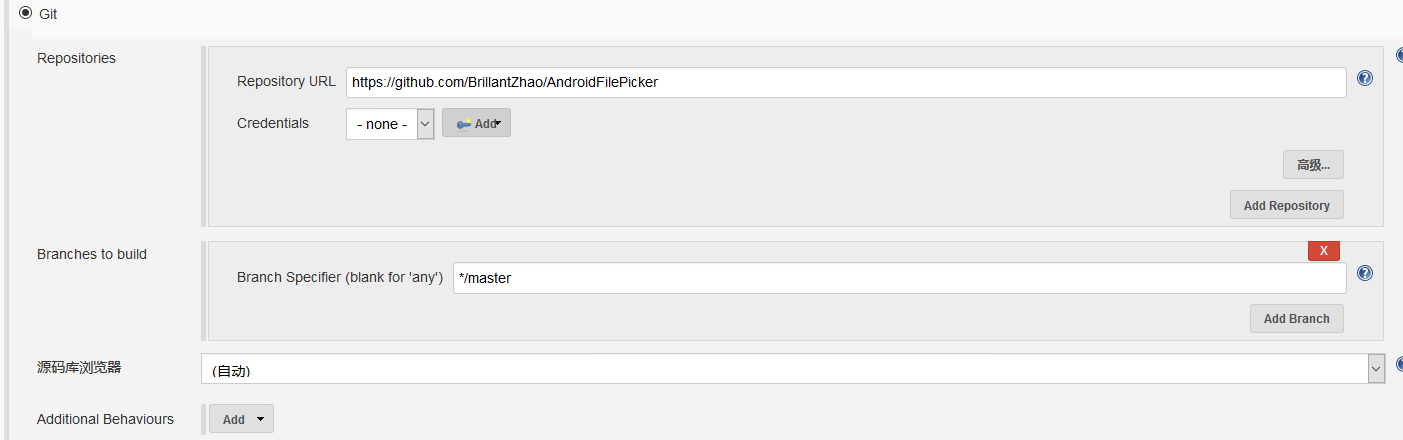 Git
Repositories
Repository URL https://github.com/BrillantZhao/AndroidFilePicker
Credentials - none - Add
高级...
Add Repository
Branches to build
X
Branch Specifier (blank for 'any') */master
Add Branch
源码库浏览器 (自动)
Additional Behaviours Add